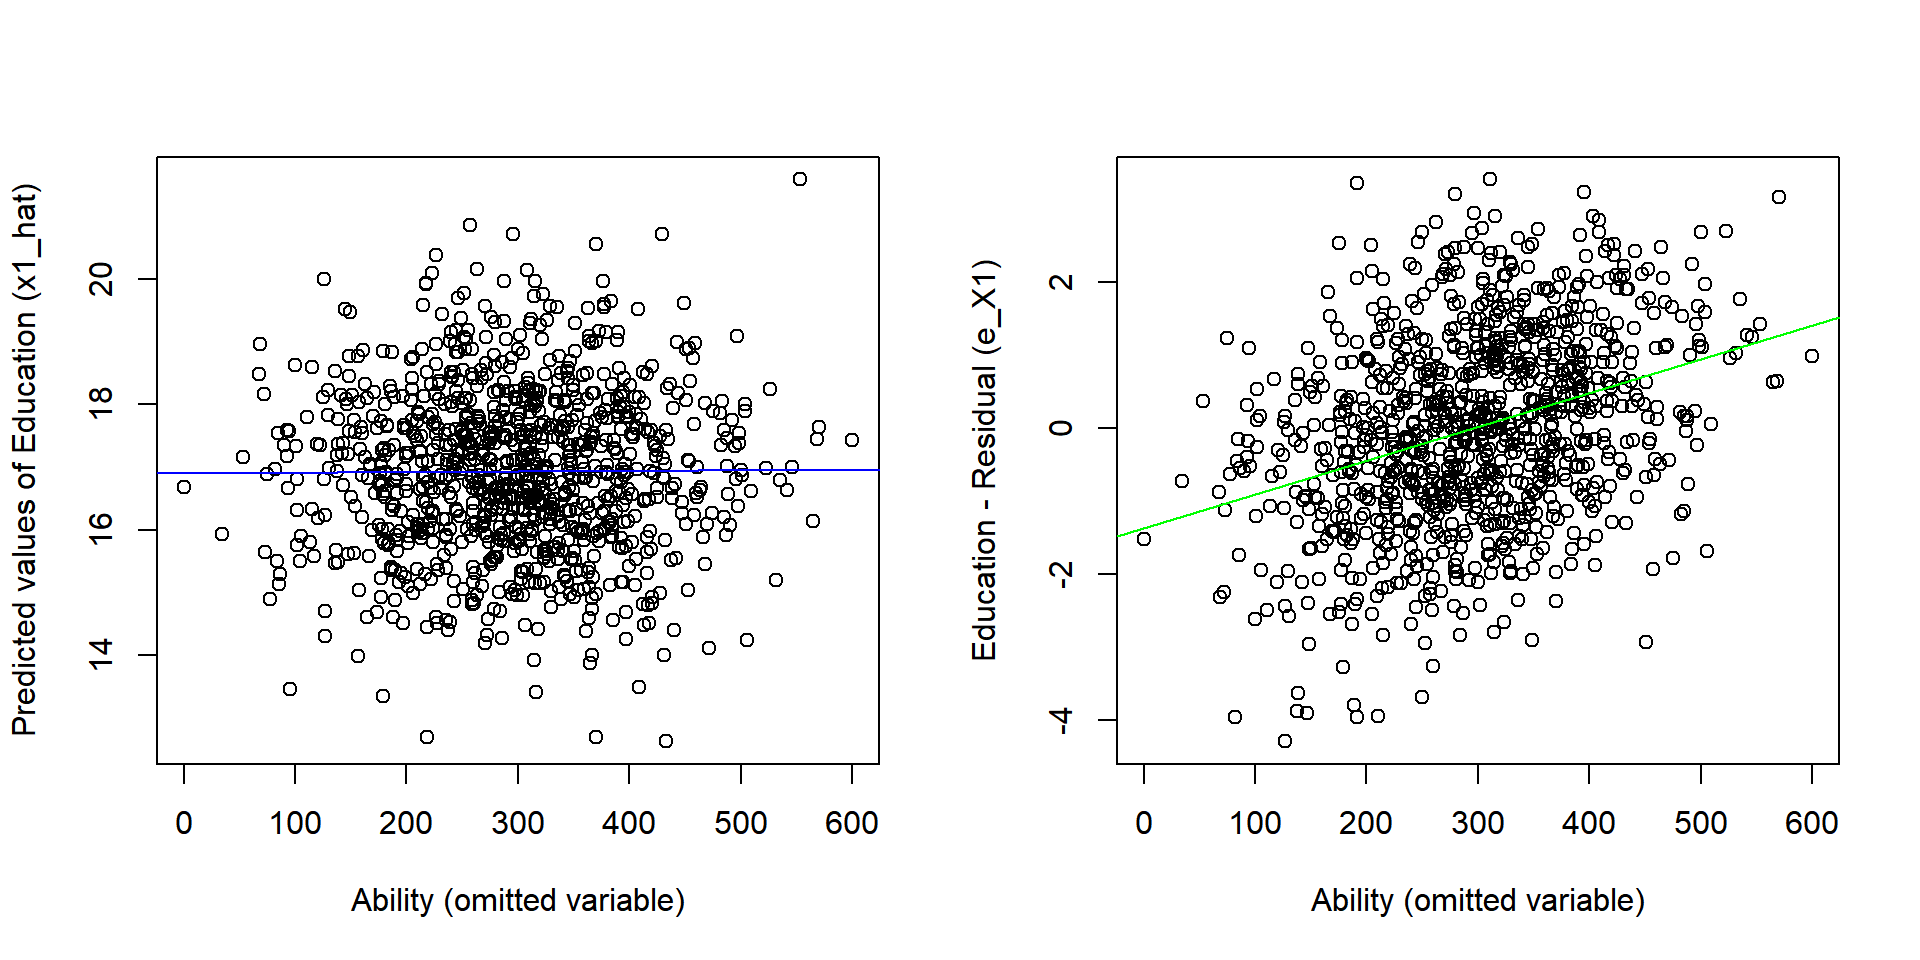 Predicted values of Education (x1_hat)
20
18
16
14
0 100 200 300 400 500 600
Ability (omitted variable)
Education - Residual (e_X1)
2
0
-2
-4
0 100 200 300 400 500 600
Ability (omitted variable)